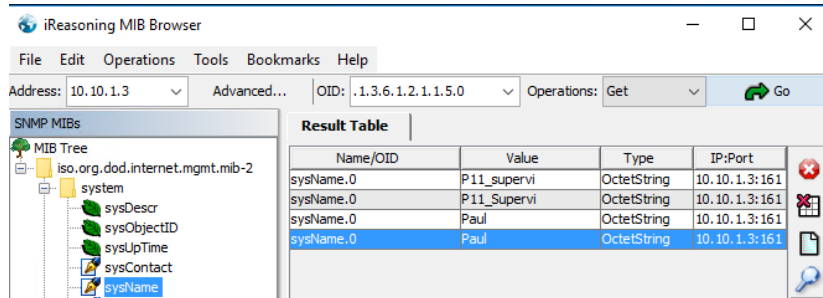 iReasoning MIB Browser
File Edit Operations Tools Bookmarks Help
Address: 10.10.1.3 Advanced... OID: .1.3.6.1.2.1.1.5.0 Operations: Get Go
SNMP MIBs
Result Table
MIB Tree
iso.org.dod.internet.mgmt.mib-2
system
sysDescr
sysObjectID
sysUpTime
sysContact
sysName
Name/OID Value Type IP:Port
sysName.0 P11_supervi OctetString 10.10.1.3:161
sysName.0 P11_Supervi OctetString 10.10.1.3:161
sysName.0 Paul OctetString 10.10.1.3:161
sysName.0 Paul OctetString 10.10.1.3:161